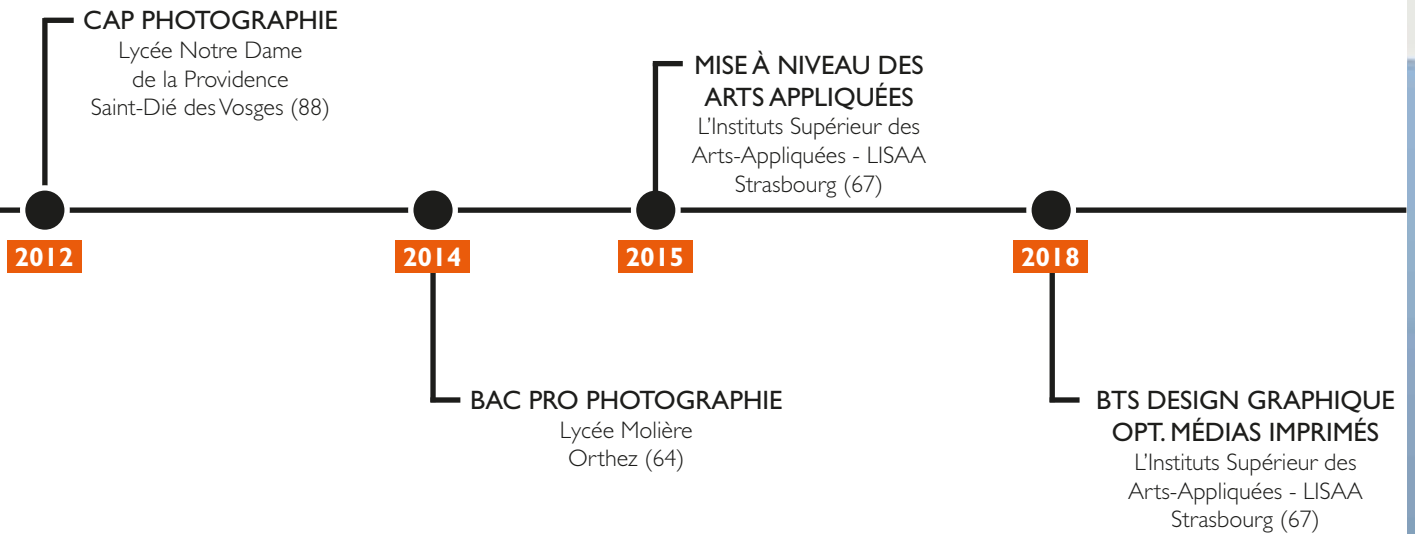 CAP PHOTOGRAPHIE
Lycée Notre Dame
de la Providence
Saint-Dié des Vosges (88)
2012
2014
BAC PRO PHOTOGRAPHIE
Lycée Molière
Orthez (64)
MISE À NIVEAU DES
ARTS APPLIQUÉES
L'Instituts Supérieur des
Arts-Appliquées - LISAA
Strasbourg (67)
2015
2018
BTS DESIGN GRAPHIQUE
OPT. MÉDIAS IMPRIMÉS
L'Instituts Supérieur des
Arts-Appliquées - LISAA
Strasbourg (67)